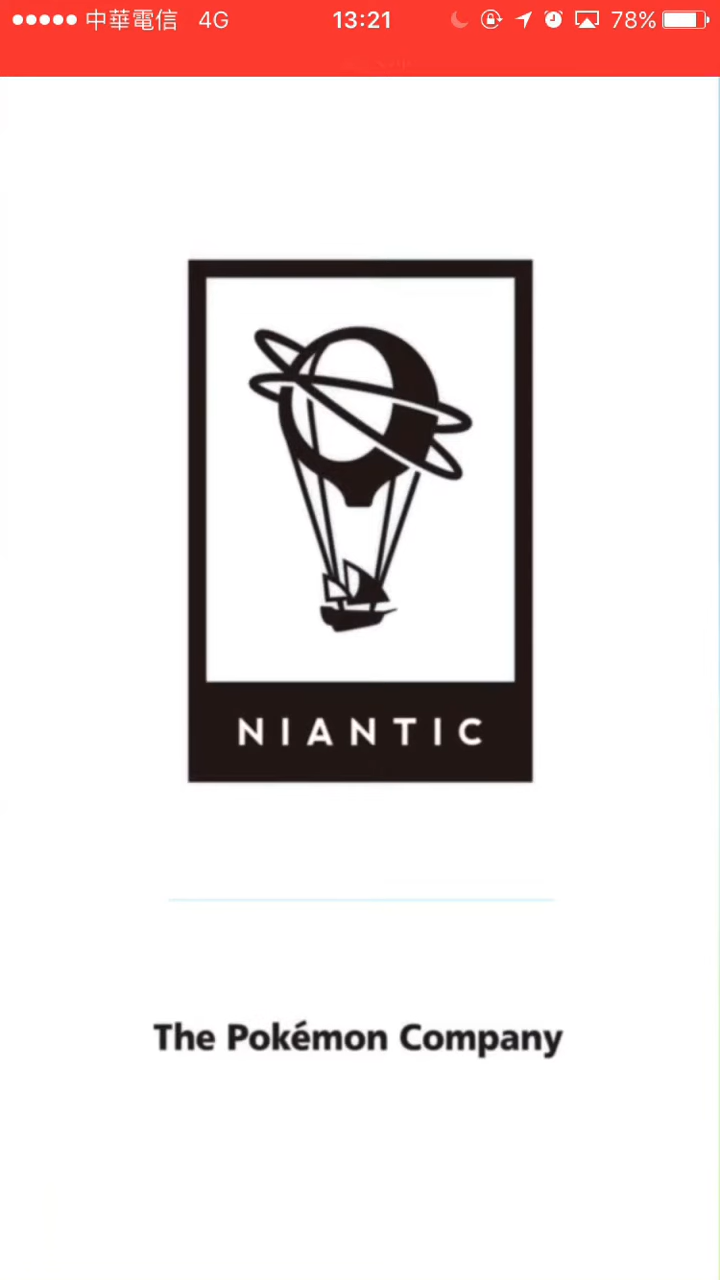 中華電信 4G 13:21 78%
NIANTIC
The Pokémon Company